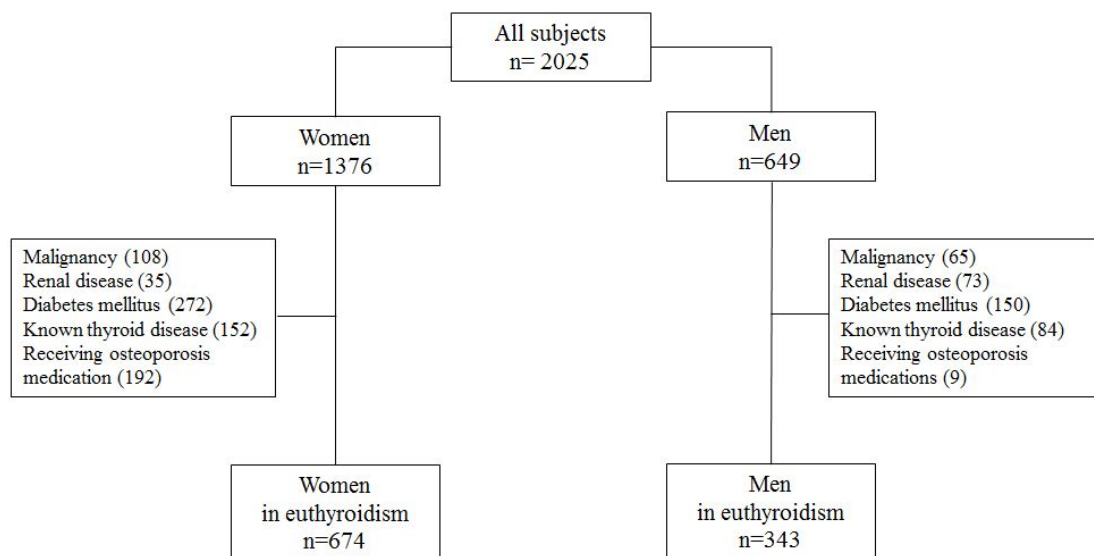 All subjects
n= 2025
Women
n=1376
Men
n=649
Malignancy (108)
Renal disease (35)
Diabetes mellitus (272)
Known thyroid disease (152)
Receiving osteoporosis
medication (192)
Malignancy (65)
Renal disease (73)
Diabetes mellitus (150)
Known thyroid disease (84)
Receiving osteoporosis
medications (9)
Women
in euthyroidism
n=674
Men
in euthyroidism
n=343